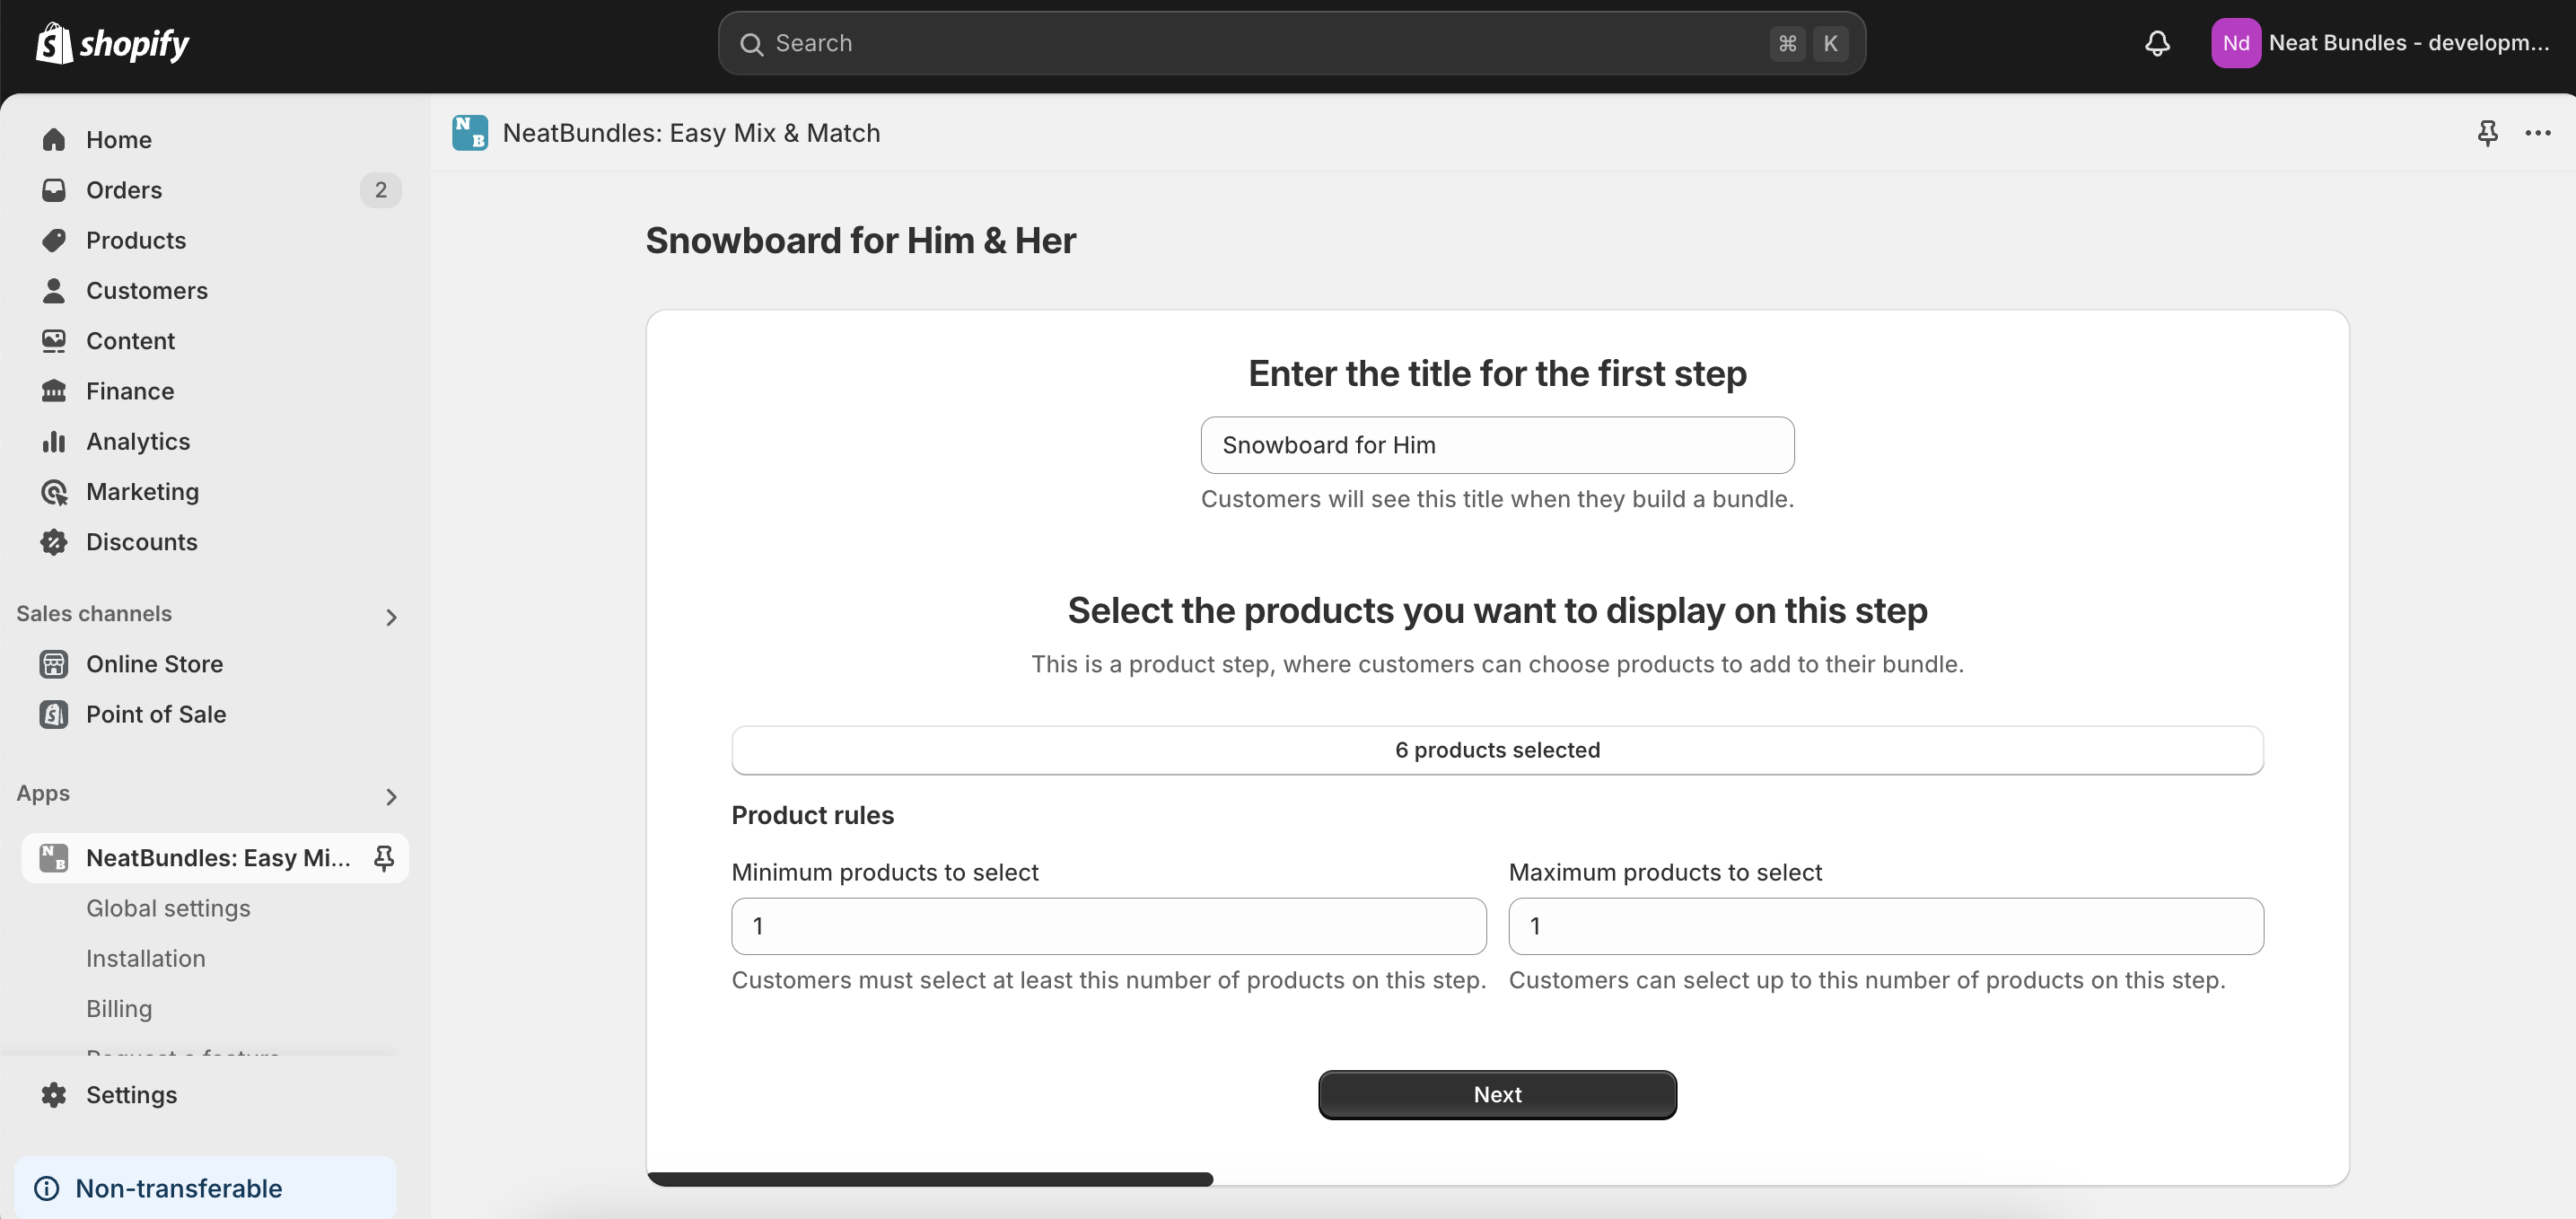 shopify
Search
⌘ K
Nd Neat Bundles - developm...
Home
Orders 2
Products
Customers
Content
Finance
Analytics
Marketing
Discounts
Sales channels
Online Store
Point of Sale
Apps
NeatBundles: Easy Mi...
Global settings
Installation
Billing
Request a feature
Settings
Non-transferable
NB NeatBundles: Easy Mix & Match
Snowboard for Him & Her
Enter the title for the first step
Snowboard for Him
Customers will see this title when they build a bundle.
Select the products you want to display on this step
This is a product step, where customers can choose products to add to their bundle.
6 products selected
Product rules
Minimum products to select
1
Customers must select at least this number of products on this step.
Maximum products to select
1
Customers can select up to this number of products on this step.
Next